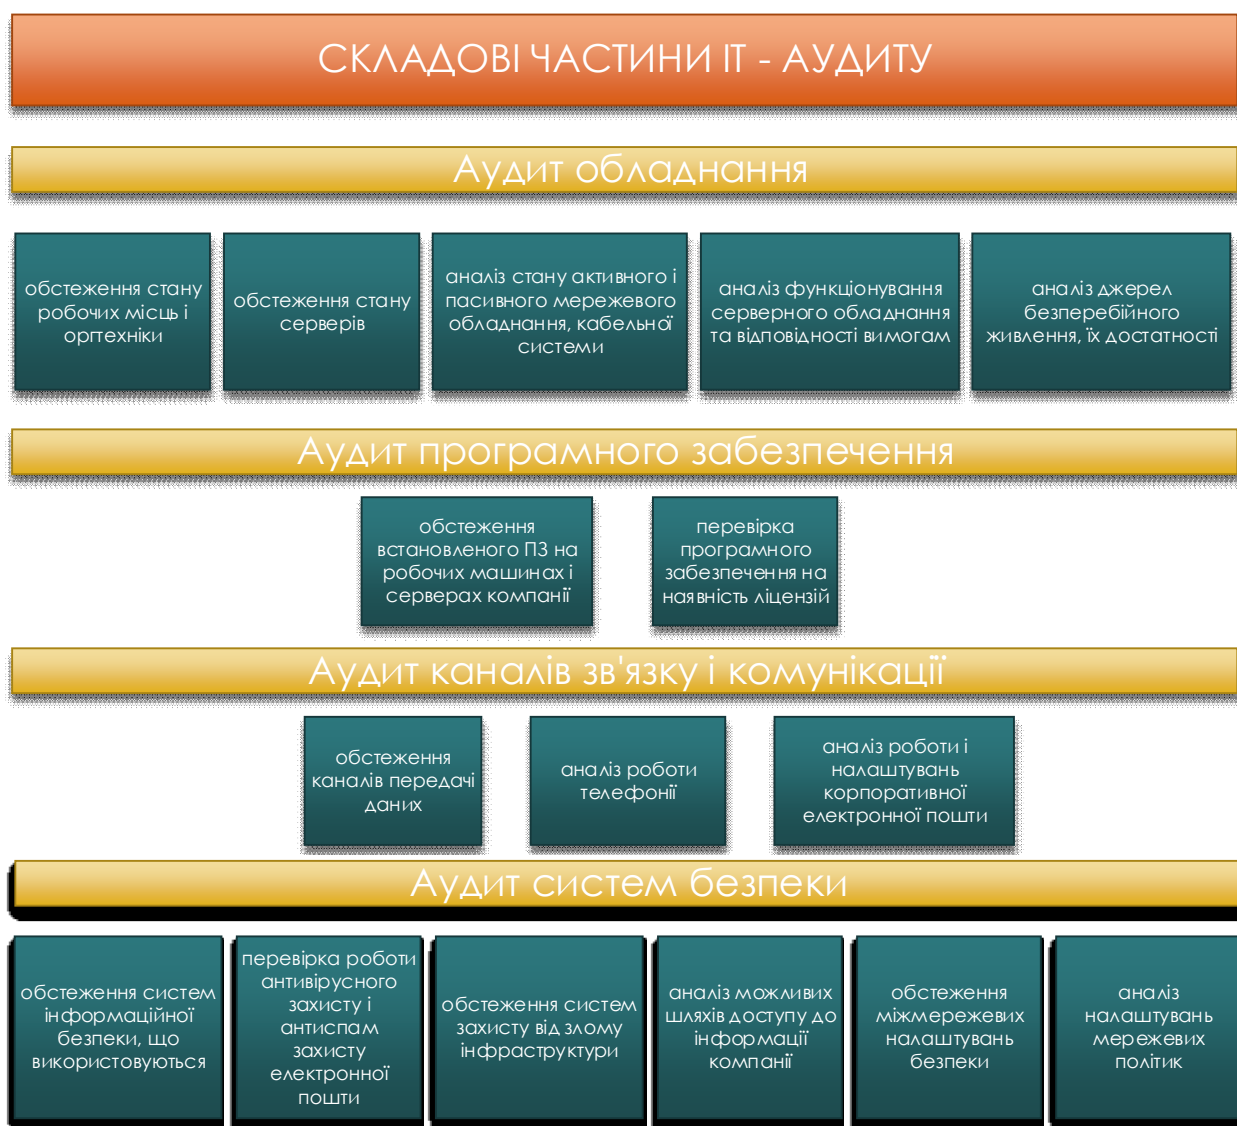 СКЛАДОВІ ЧАСТИНИ ІТ - АУДИТУ
Аудит обладнання
обстеження стану
робочих місць і
оргтехніки
обстеження стану
серверів
аналіз стану активного і
пасивного мережевого
обладнання, кабельної
системи
аналіз функціонування
серверного обладнання
та відповідності вимогам
аналіз джерел
безперебійного
живлення, їх достатності
Аудит програмного забезпечення
обстеження
встановленого ПЗ на
робочих машинах і
серверах компанії
перевірка
програмного
забезпечення на
наявність ліцензій
Аудит каналів зв'язку і комунікації
обстеження
каналів передачі
даних
аналіз роботи
телефонії
аналіз роботи і
налаштувань
корпоративної
електронної пошти
Аудит систем безпеки
обстеження систем
інформаційної
безпеки, що
використовуються
перевірка роботи
антивірусного
захисту і
антиспам
захисту
електронної
пошти
обстеження систем
захисту від злому
інфраструктури
аналіз можливих
шляхів доступу до
інформації
компанії
обстеження
міжмережевих
налаштувань
безпеки
аналіз
налаштувань
мережевих
політик